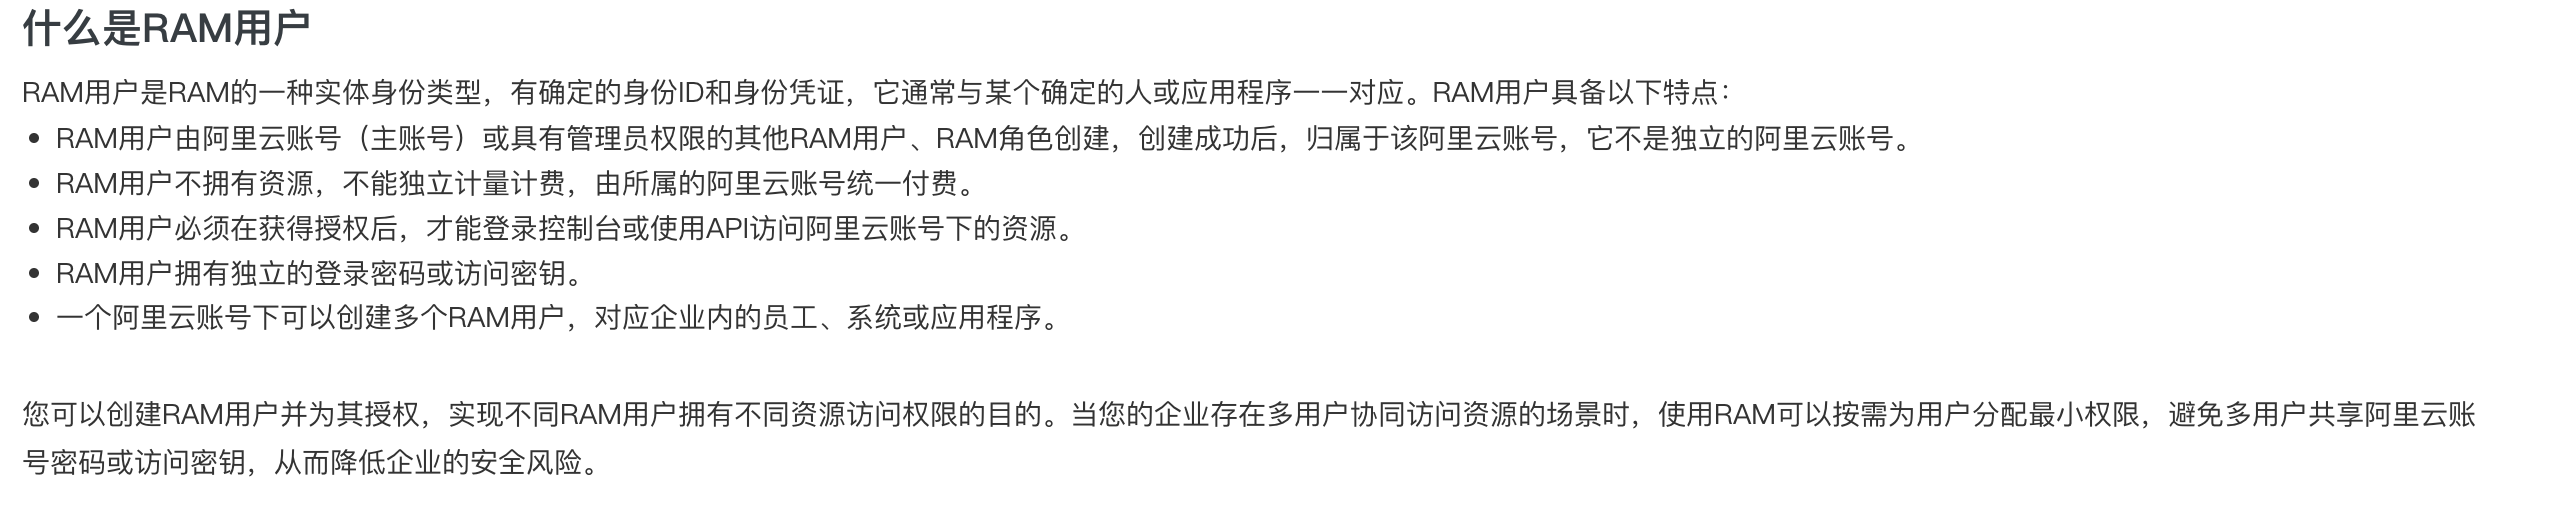 什么是RAM用户
RAM用户是RAM的一种实体身份类型，有确定的身份ID和身份凭证，它通常与某个确定的人或应用程序一一对应。RAM用户具备以下特点：
• RAM用户由阿里云账号（主账号）或具有管理员权限的其他RAM用户、RAM角色创建，创建成功后，归属于该阿里云账号，它不是独立的阿里云账号。
• RAM用户不拥有资源，不能独立计量计费，由所属的阿里云账号统一付费。
• RAM用户必须在获得授权后，才能登录控制台或使用API访问阿里云账号下的资源。
• RAM用户拥有独立的登录密码或访问密钥。
• 一个阿里云账号下可以创建多个RAM用户，对应企业内的员工、系统或应用程序。
您可以创建RAM用户并为其授权，实现不同RAM用户拥有不同资源访问权限的目的。当您的企业存在多用户协同访问资源的场景时，使用RAM可以按需为用户分配最小权限，避免多用户共享阿里云账
号密码或访问密钥，从而降低企业的安全风险。